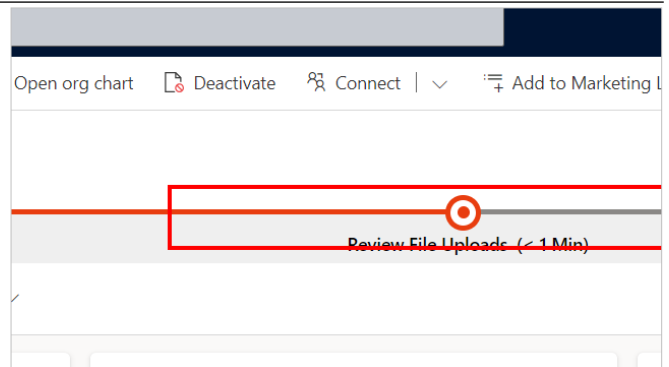 Open org chart Deactivate Connect Add to Marketing L
Review File Uploads (< 1 Min)